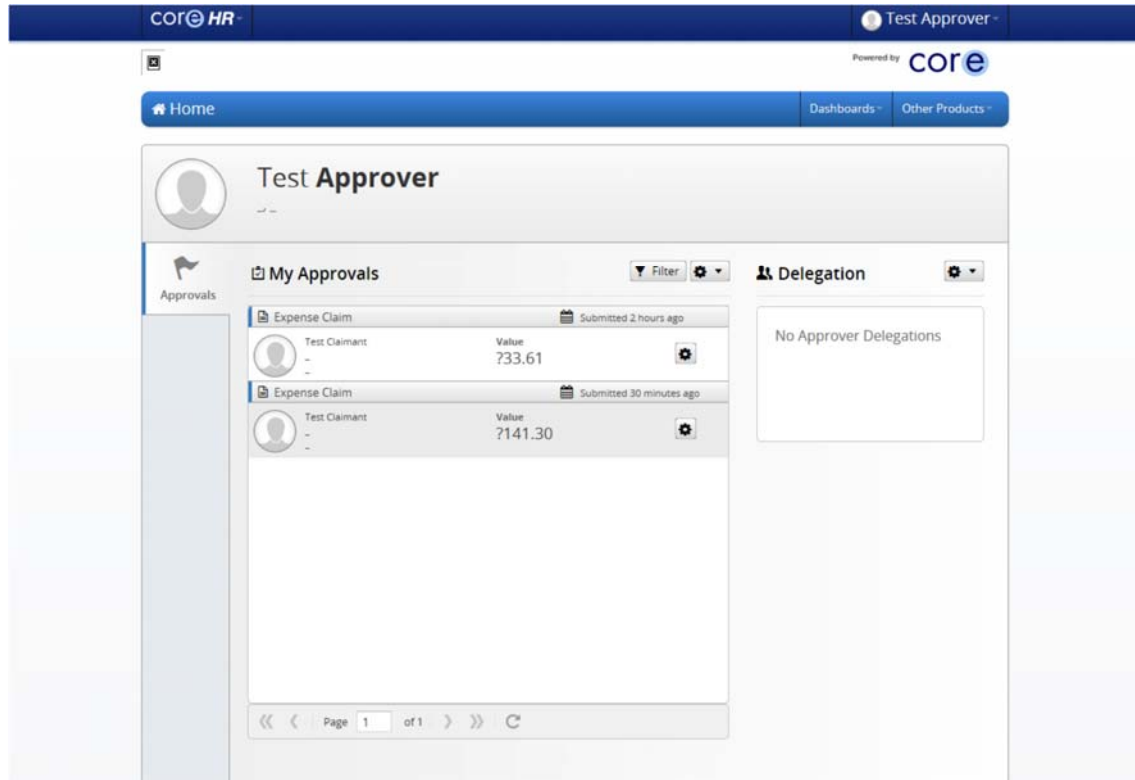 core HR
Test Approver
Powered by core
Home
Dashboards
Other Products
Test Approver
-, -
Approvals
My Approvals
Filter
Delegation
Expense Claim
Submitted 2 hours ago
Test Claimant
-
-
Value
?33.61
Expense Claim
Submitted 30 minutes ago
Test Claimant
-
-
Value
?141.30
No Approver Delegations
Page 1 of 1